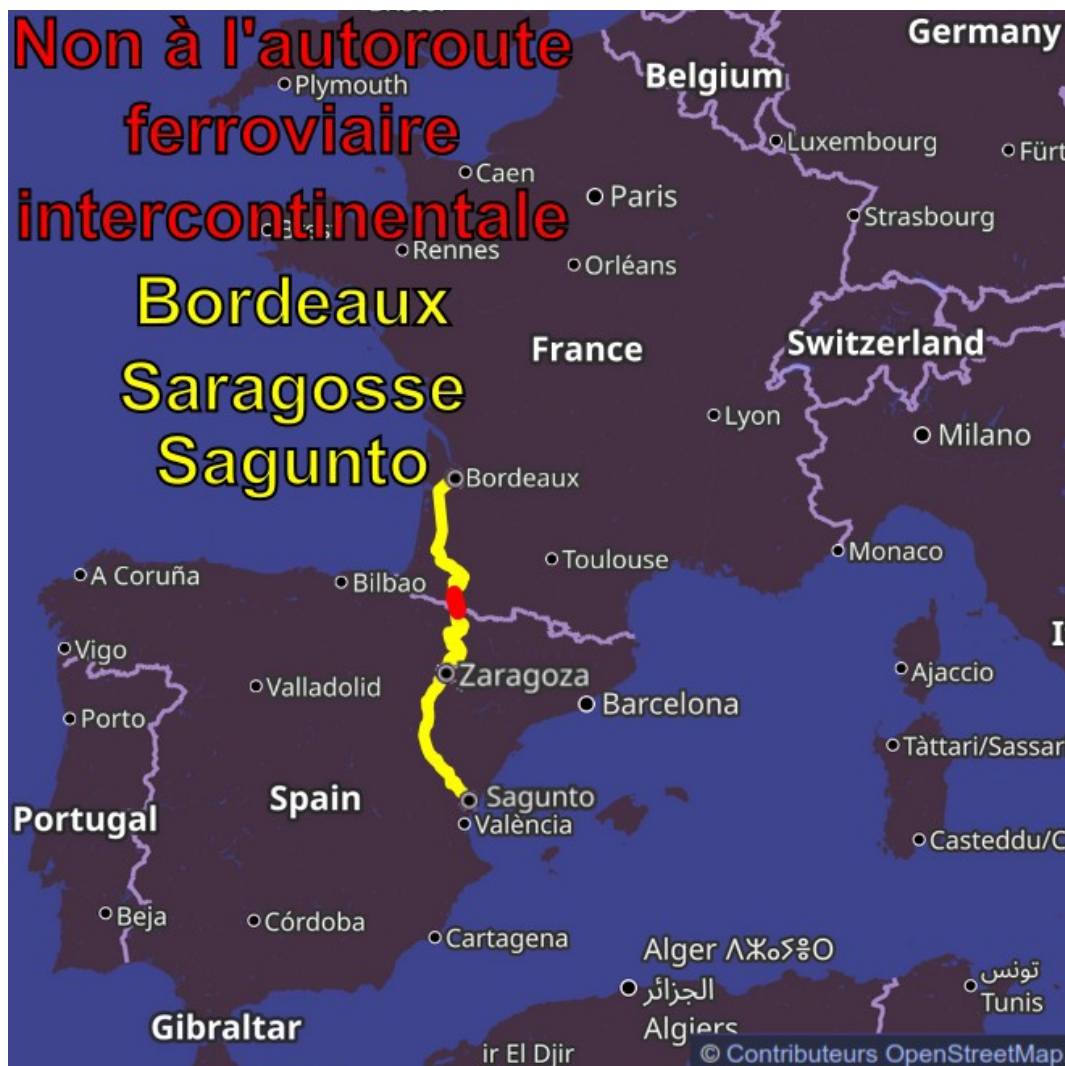 Non à l'autoroute
ferroviaire
intercontinentale
Bordeaux
Saragosse
Sagunto
Germany
Belgium
Plymouth
Luxembourg
Fürt
Caen
Paris
Strasbourg
Rennes
Orléans
France
Switzerland
Lyon
Milano
Bordeaux
Toulouse
Monaco
A Coruña
Bilbao
Vigo
Ajaccio
Zaragoza
Valladolid
Barcelona
Porto
Tàttari/Sassar
Spain
Sagunto
Portugal
València
Casteddu/C
Beja
Córdoba
Cartagena
Alger ⴷⵣⴰⵢⴻⵔ
الجزائر
Algiers
تونس
Tunis
Gibraltar
ir El Djir
© Contributeurs OpenStreetMap